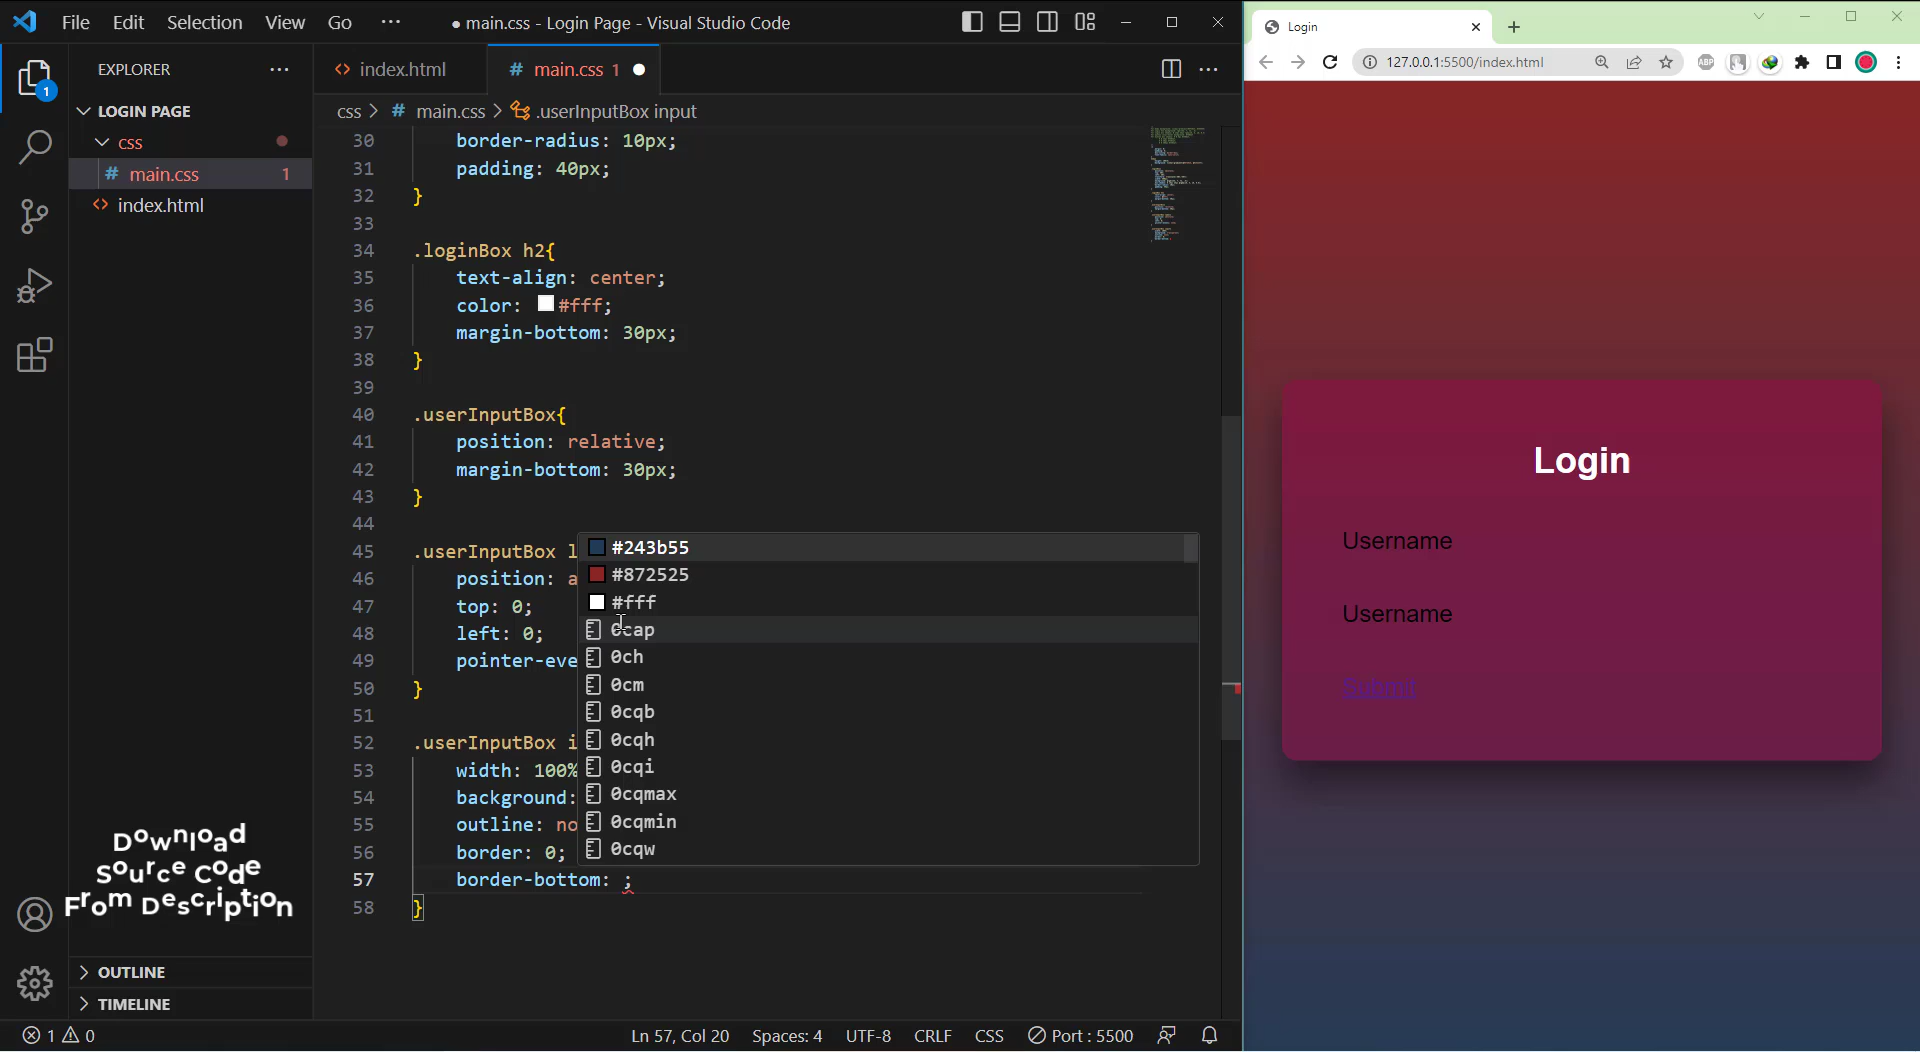 File Edit Selection View Go ··· ● main.css - Login Page - Visual Studio Code
EXPLORER ···
LOGIN PAGE
css
# main.css 1
<> index.html
1
Download
Source Code
From Description
OUTLINE
TIMELINE
<> index.html # main.css 1 ● ···
css > # main.css > .userInputBox input
30 border-radius: 10px;
31 padding: 40px;
32 }
33
34 .loginBox h2{
35 text-align: center;
36 color: #fff;
37 margin-bottom: 30px;
38 }
39
40 .userInputBox{
41 position: relative;
42 margin-bottom: 30px;
43 }
44
45 .userInputBox l
46 position: a
47 top: 0;
48 left: 0;
49 pointer-eve
50 }
51
52 .userInputBox i
53 width: 100%
54 background:
55 outline: no
56 border: 0;
57 border-bottom: ;
58 }
#243b55
#872525
#fff
0cap
0ch
0cm
0cqb
0cqh
0cqi
0cqmax
0cqmin
0cqw
1 0 Ln 57, Col 20 Spaces: 4 UTF-8 CRLF CSS Port : 5500
Login
127.0.0.1:5500/index.html
ABP
Login
Username
Username
Submit